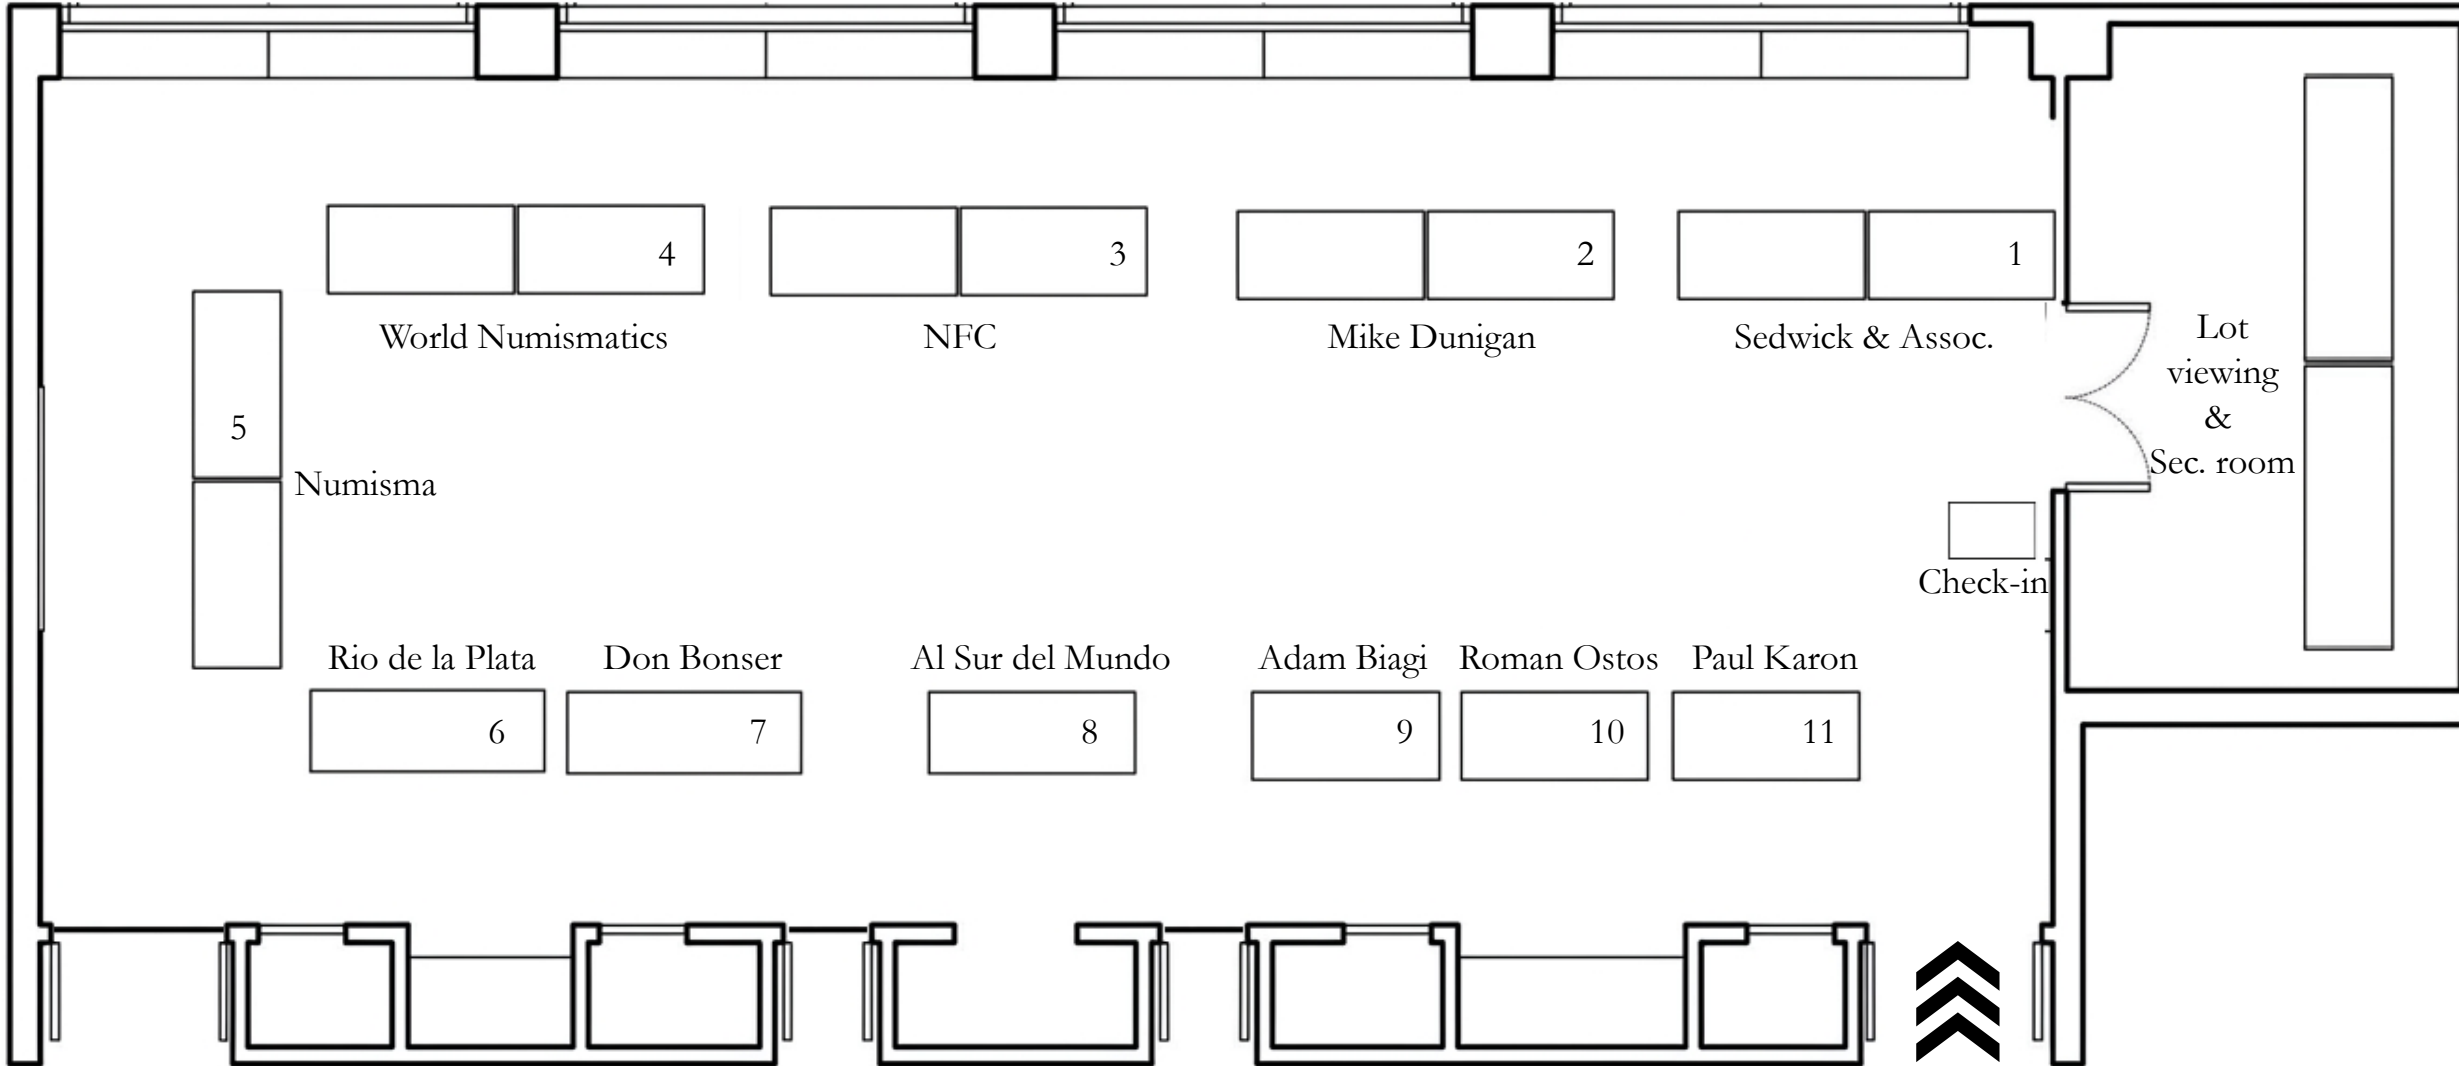 4
3
2
1
World Numismatics
NFC
Mike Dunigan
Sedwick & Assoc.
Lot
viewing
&
Sec. room
5
Numisma
Check-in
Rio de la Plata
Don Bonser
Al Sur del Mundo
Adam Biagi
Roman Ostos
Paul Karon
6
7
8
9
10
11